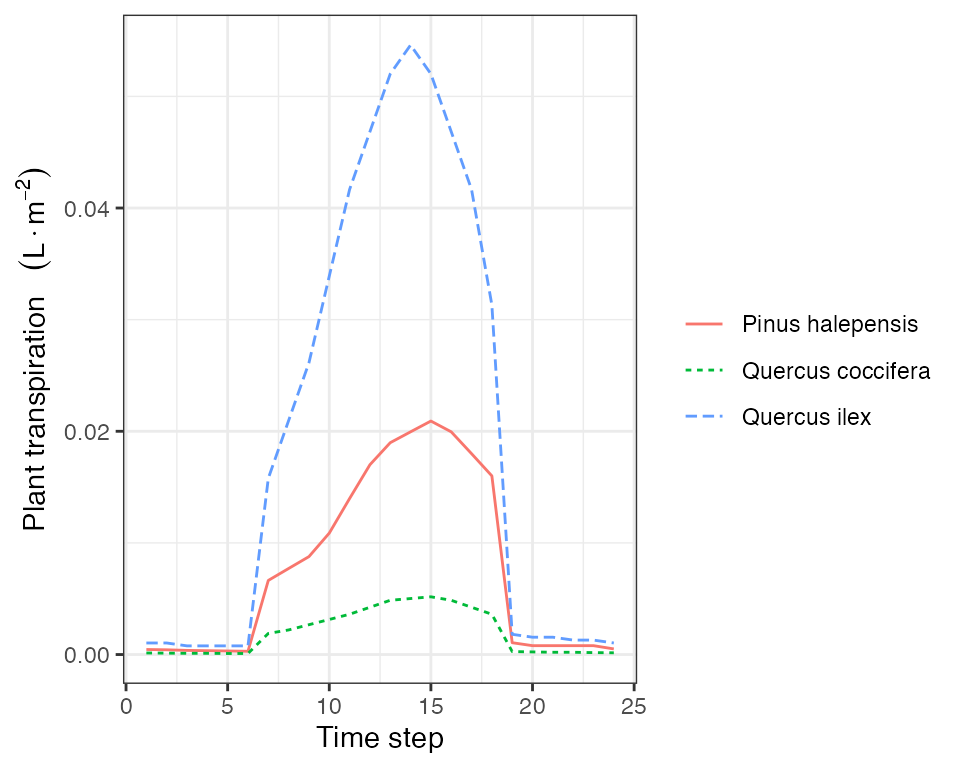 Plant transpiration (L·m⁻²)
0.04
0.02
0.00
0 5 10 15 20 25
Time step
Pinus halepensis
Quercus coccifera
Quercus ilex